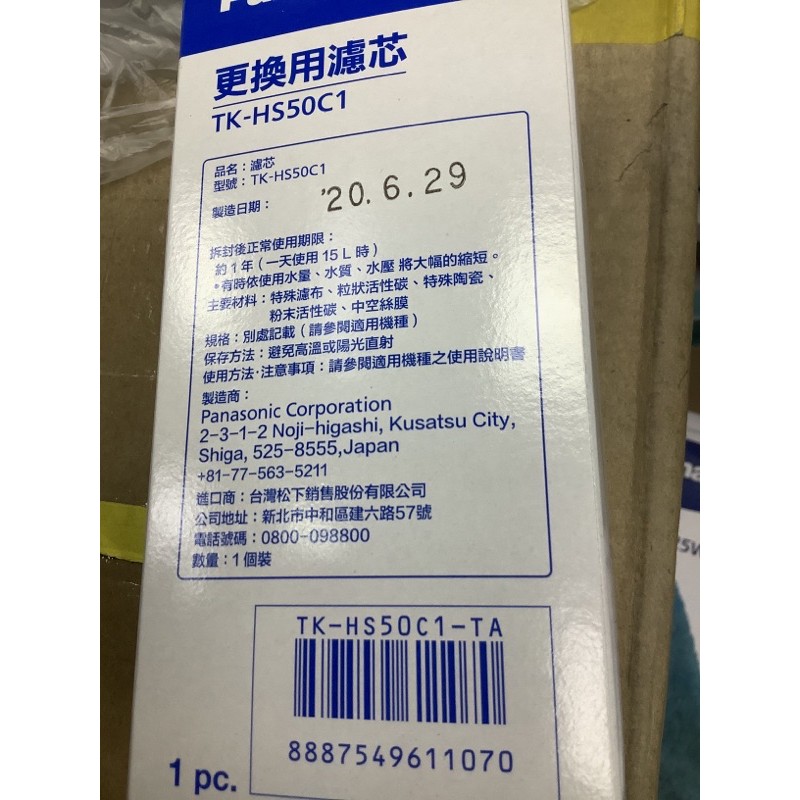 更換用濾芯
TK-HS50C1
品名：濾芯
型號：TK-HS50C1
製造日期： '20.6.29
拆封後正常使用期限：
約1年（一天使用 15 L 時）
•有時依使用水量、水質、水壓 將大幅的縮短。
主要材料：特殊濾布、粒狀活性碳、特殊陶瓷、
粉末活性碳、中空絲膜
規格：別處記載（請參閱適用機種）
保存方法：避免高溫或陽光直射
使用方法·注意事項：請參閱適用機種之使用說明書
製造商：
Panasonic Corporation
2-3-1-2 Noji-higashi, Kusatsu City,
Shiga, 525-8555,Japan
+81-77-563-5211
進口商：台灣松下銷售股份有限公司
公司地址：新北市中和區建六路57號
電話號碼：0800-098800
數量：1個裝
TK-HS50C1-TA
8887549611070
1 pc.